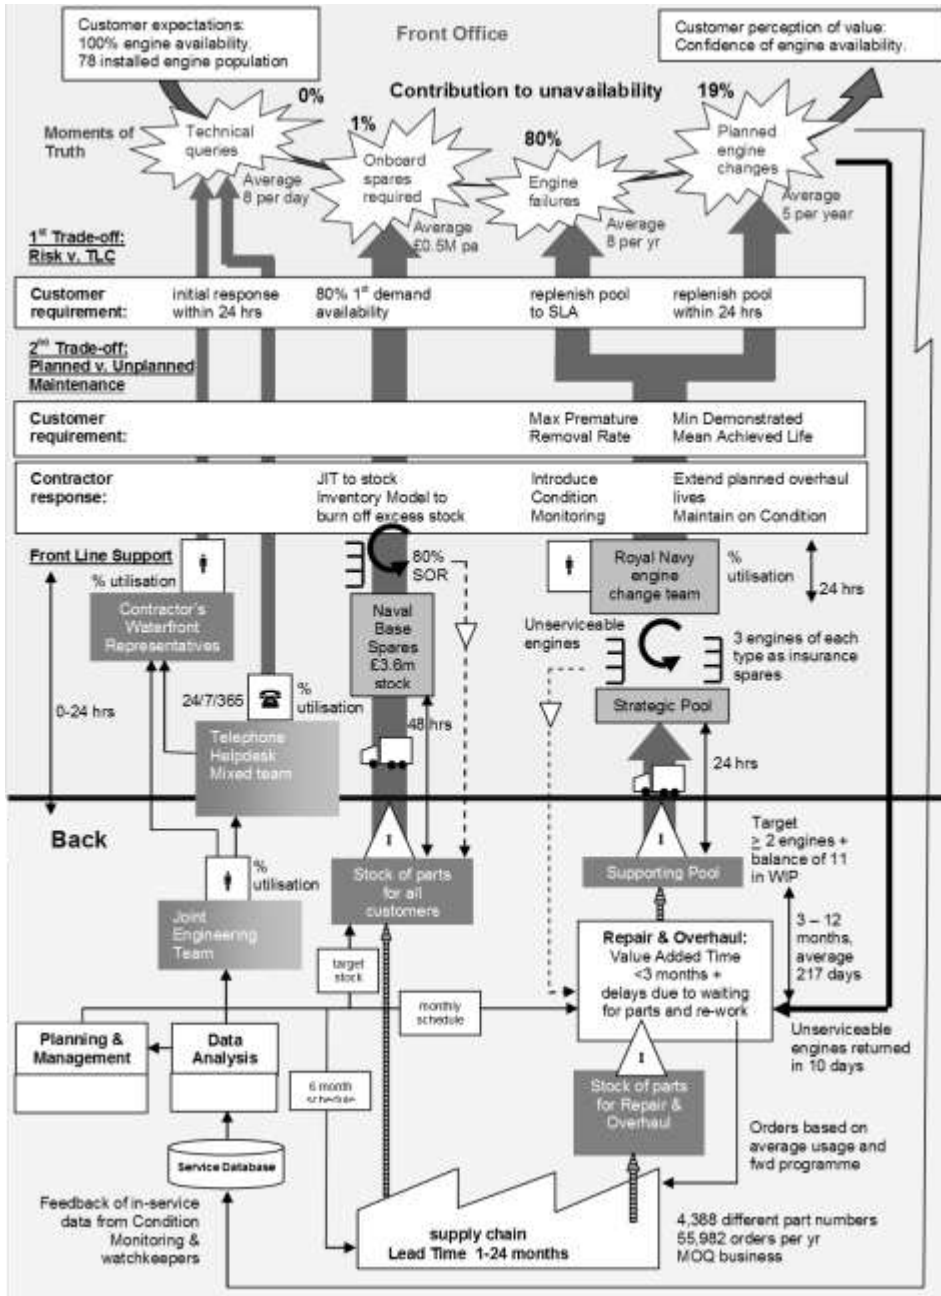 Customer expectations:
100% engine availability.
78 installed engine population
Front Office
Customer perception of value:
Confidence of engine availability.
0%
Contribution to unavailability
19%
Moments of
Truth
Technical
queries
1%
80%
Planned
engine
changes
Onboard
spares
required
Engine
failures
Average
8 per day
Average
£0.5M pa
Average
8 per yr
Average
5 per year
1st Trade-off:
Risk v. TLC
Customer
requirement:
initial response
within 24 hrs
80% 1st demand
availability
replenish pool
to SLA
replenish pool
within 24 hrs
2nd Trade-off:
Planned v. Unplanned
Maintenance
Customer
requirement:
Max Premature
Removal Rate
Min Demonstrated
Mean Achieved Life
Contractor
response:
JIT to stock
Inventory Model to
burn off excess stock
Introduce
Condition
Monitoring
Extend planned overhaul
lives
Maintain on Condition
Front Line Support
% utilisation
Contractor's
Waterfront
Representatives
80%
SOR
Royal Navy
engine
change team
%
utilisation
24 hrs
Naval
Base
Spares
£3.6m
stock
Unserviceable
engines
3 engines of each
type as insurance
spares
Strategic Pool
0-24 hrs
24/7/365
%
utilisation
Telephone
Helpdesk
Mixed team
48 hrs
24 hrs
Back
I
I
Target
≥ 2 engines +
balance of 11
in WIP
%
utilisation
Stock of parts
for all
customers
Supporting Pool
Joint
Engineering
Team
target
stock
Repair & Overhaul:
Value Added Time
<3 months +
delays due to waiting
for parts and re-work
3 – 12
months,
average
217 days
monthly
schedule
Planning &
Management
Data
Analysis
I
Unserviceable
engines returned
in 10 days
6 month
schedule
Stock of parts
for Repair &
Overhaul
Service Database
Orders based on
average usage and
fwd programme
Feedback of in-service
data from Condition
Monitoring &
watchkeepers
supply chain
Lead Time 1-24 months
4,388 different part numbers
55,982 orders per yr
MOQ business